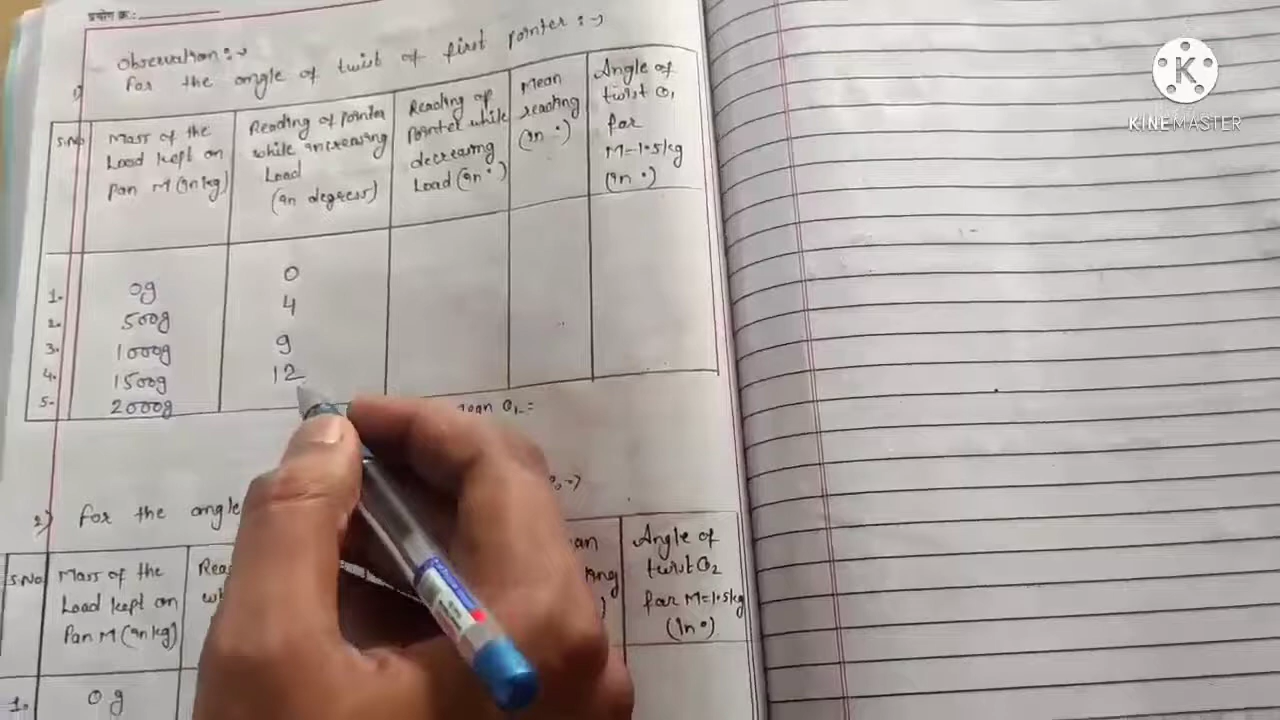 प्रयोग क्र.:
Observation:-
1) For the angle of twist of first pointer :->
S.No
Mass of the
Load kept on
Pan M (in kg)
Reading of Pointer
while increasing
Load
(in degrees)
Reading of
Pointer while
decreasing
Load (in °)
Mean
reading
(in °)
Angle of
twist θ1
for
M=1.5kg
(in °)
1. 0g 0
2. 500g 4
3. 1000g 9
4. 1500g 12
5. 2000g
Mean θ1=
2) For the angle
S.No.
Mass of the
Load kept on
Pan M (in kg)
Angle of
twist θ2
for M=1.5kg
(in °)
1. 0g
KINEMASTER